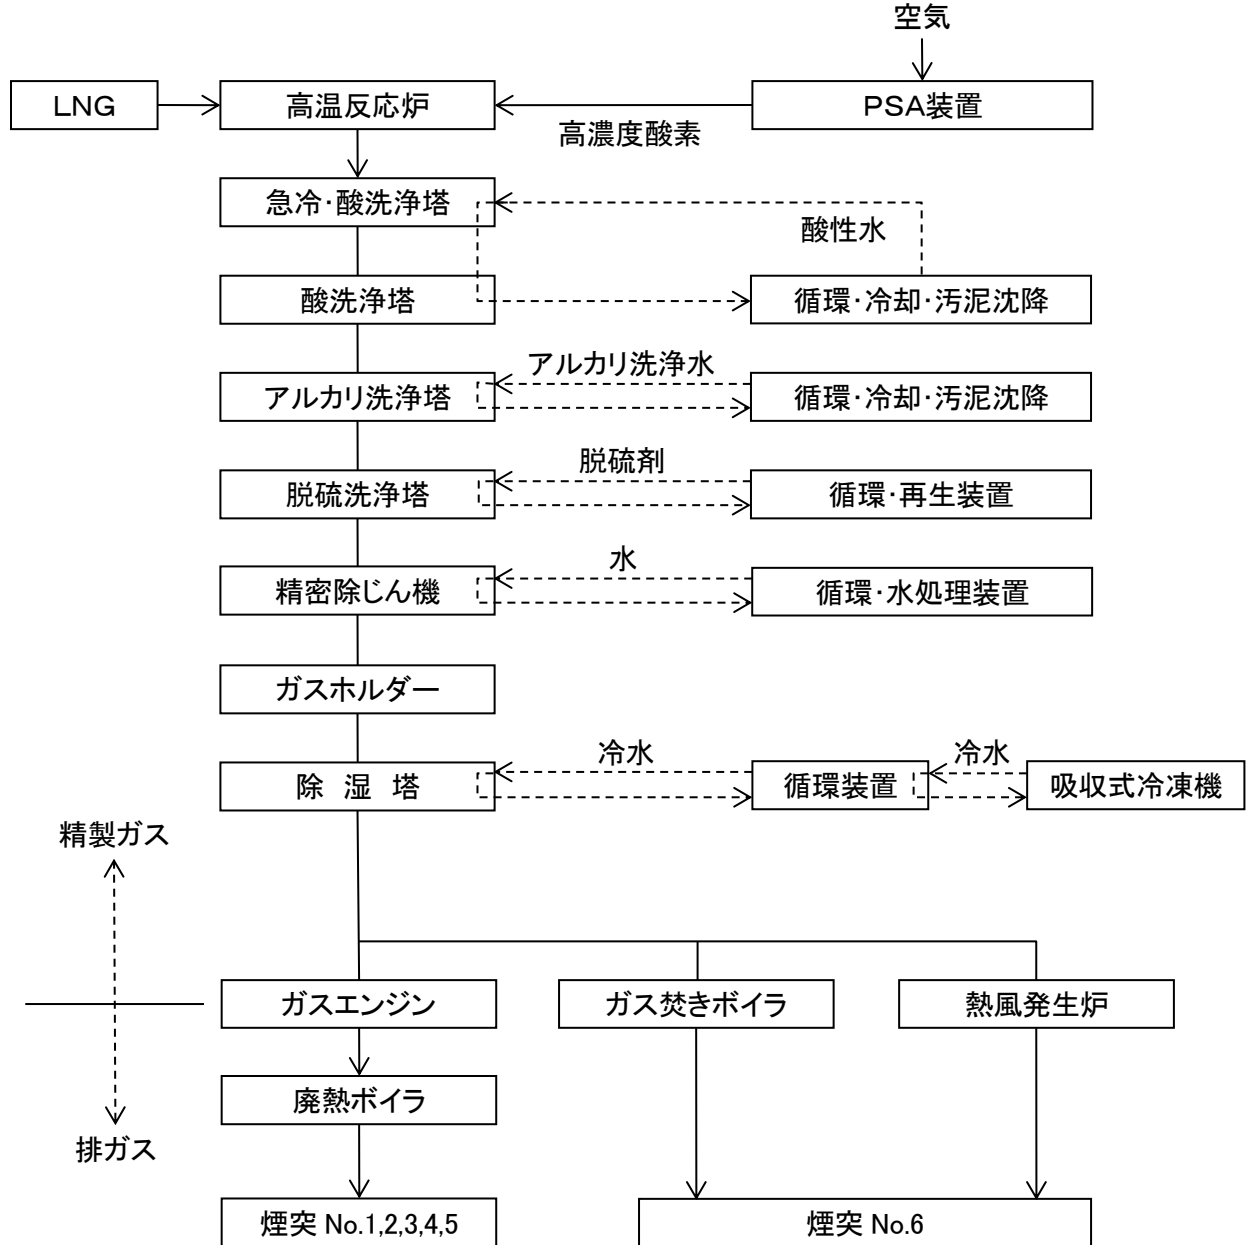 空気
LNG
高温反応炉
PSA装置
高濃度酸素
急冷・酸洗浄塔
酸性水
酸洗浄塔
循環・冷却・汚泥沈降
アルカリ洗浄水
アルカリ洗浄塔
循環・冷却・汚泥沈降
脱硫剤
脱硫洗浄塔
循環・再生装置
水
精密除じん機
循環・水処理装置
ガスホルダー
冷水
冷水
除 湿 塔
循環装置
吸収式冷凍機
精製ガス
ガスエンジン
ガス焚きボイラ
熱風発生炉
廃熱ボイラ
排ガス
煙突 No.1,2,3,4,5
煙突 No.6